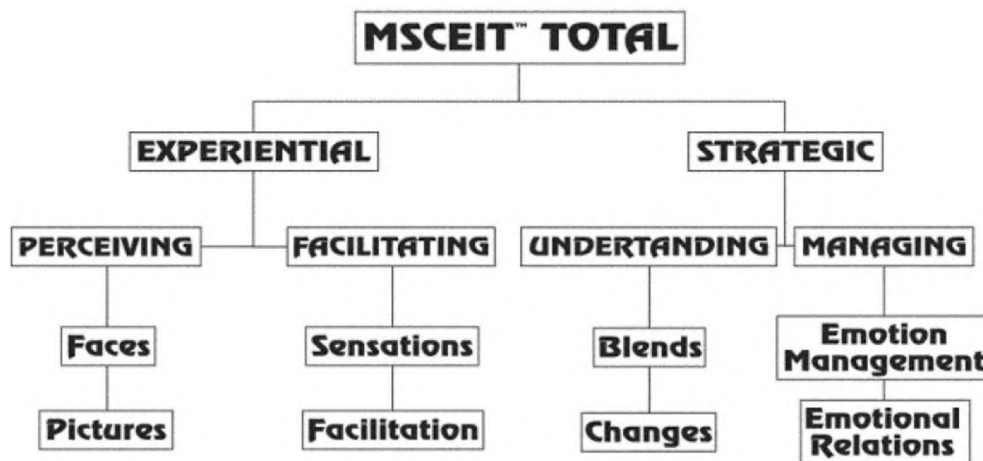 MSCEIT™ TOTAL
EXPERIENTIAL
STRATEGIC
PERCEIVING
FACILITATING
UNDERTANDING
MANAGING
Faces
Sensations
Blends
Emotion
Management
Pictures
Facilitation
Changes
Emotional
Relations